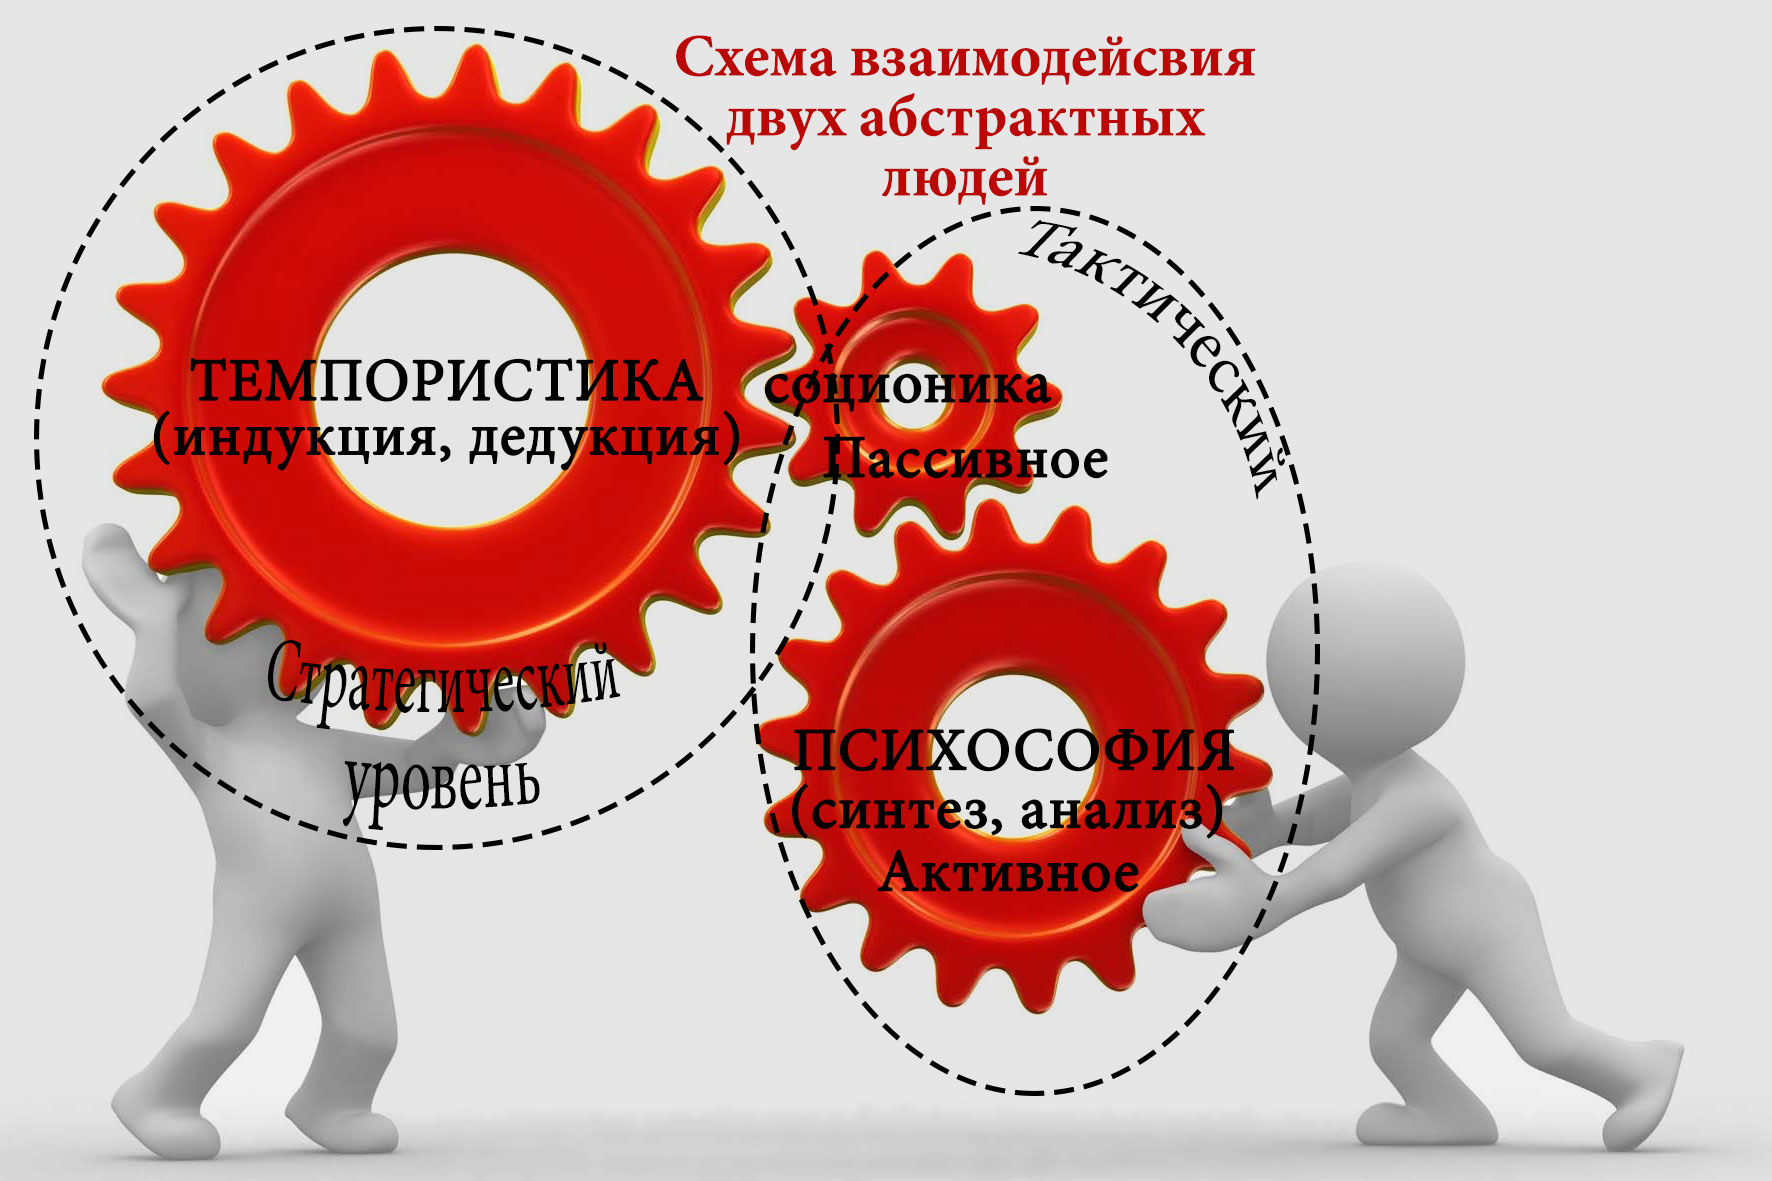 Схема взаимодейсвия
двух абстрактных
людей
Тактический
ТЕМПОРИСТИКА
(индукция, дедукция)
соционика
Пассивное
Стратегический
уровень
ПСИХОСОФИЯ
(синтез, анализ)
Активное